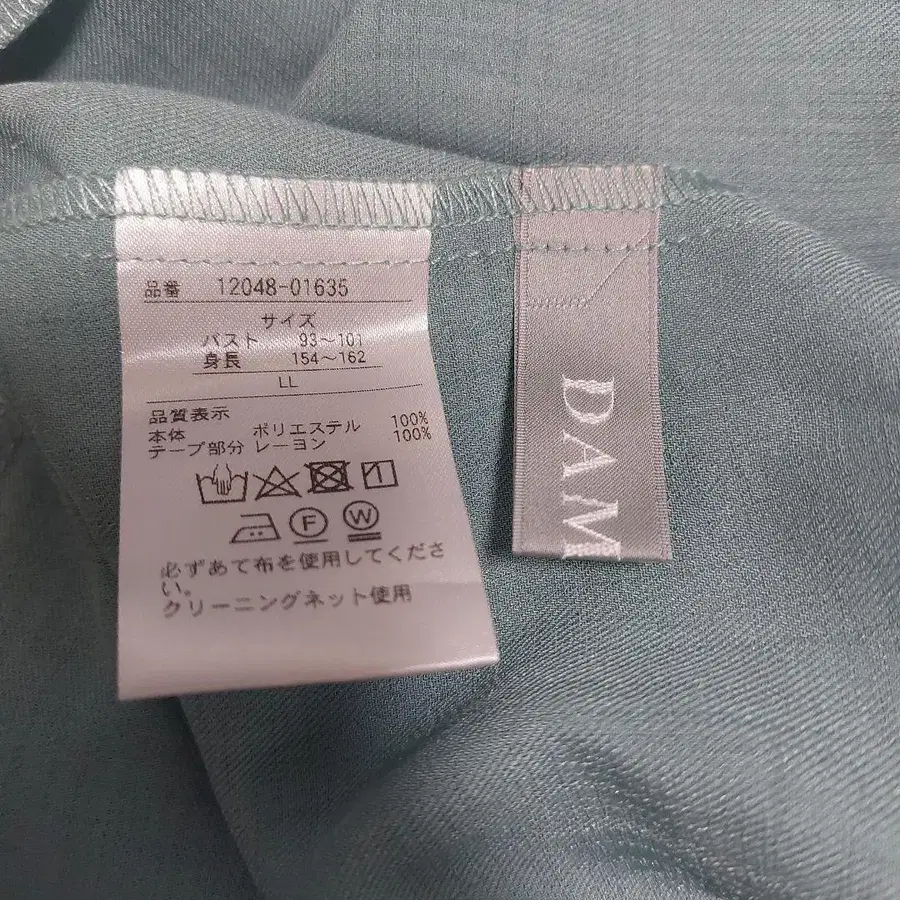 品番 12048-01635
サイズ
バスト 93～101
身長 154～162
LL
品質表示
本体 ポリエステル 100%
テープ部分 レーヨン 100%
F W
必ずあて布を使用してくださ
い。
クリーニングネット使用
DAM